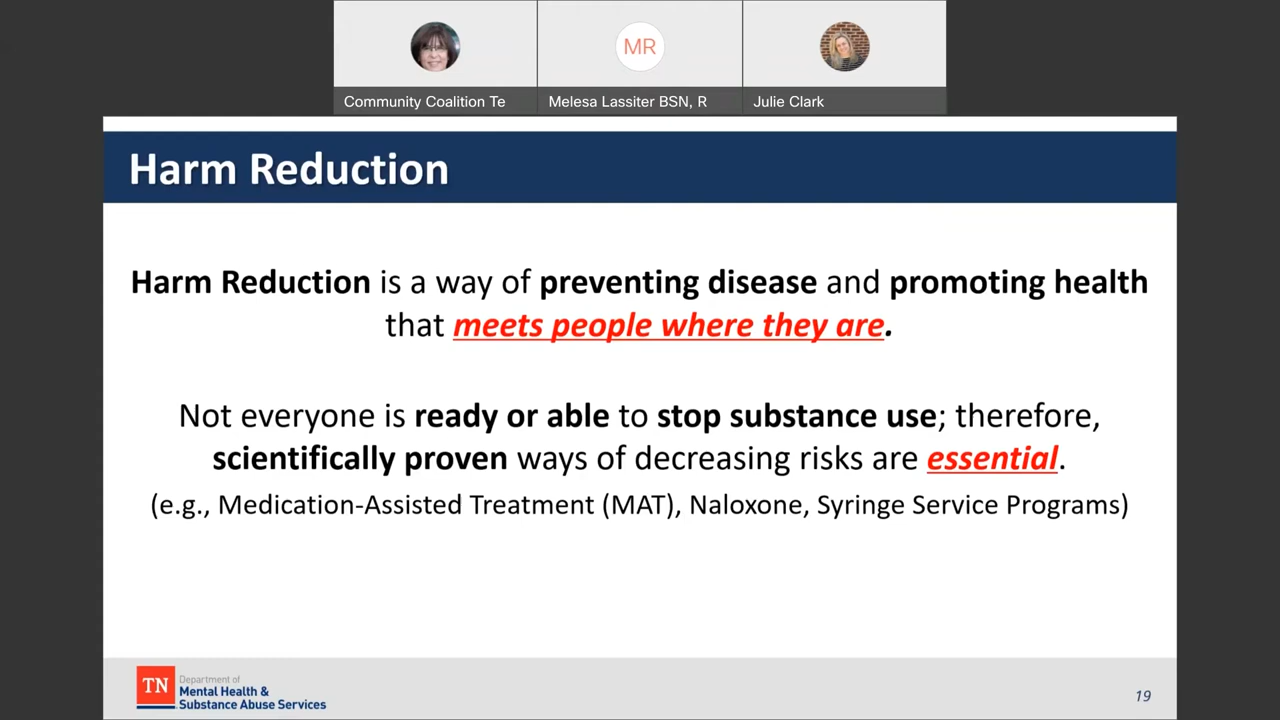 MR
Community Coalition Te
Melesa Lassiter BSN, R
Julie Clark
Harm Reduction
Harm Reduction is a way of preventing disease and promoting health
that meets people where they are.
Not everyone is ready or able to stop substance use; therefore,
scientifically proven ways of decreasing risks are essential.
(e.g., Medication-Assisted Treatment (MAT), Naloxone, Syringe Service Programs)
TN
Department of
Mental Health &
Substance Abuse Services
19